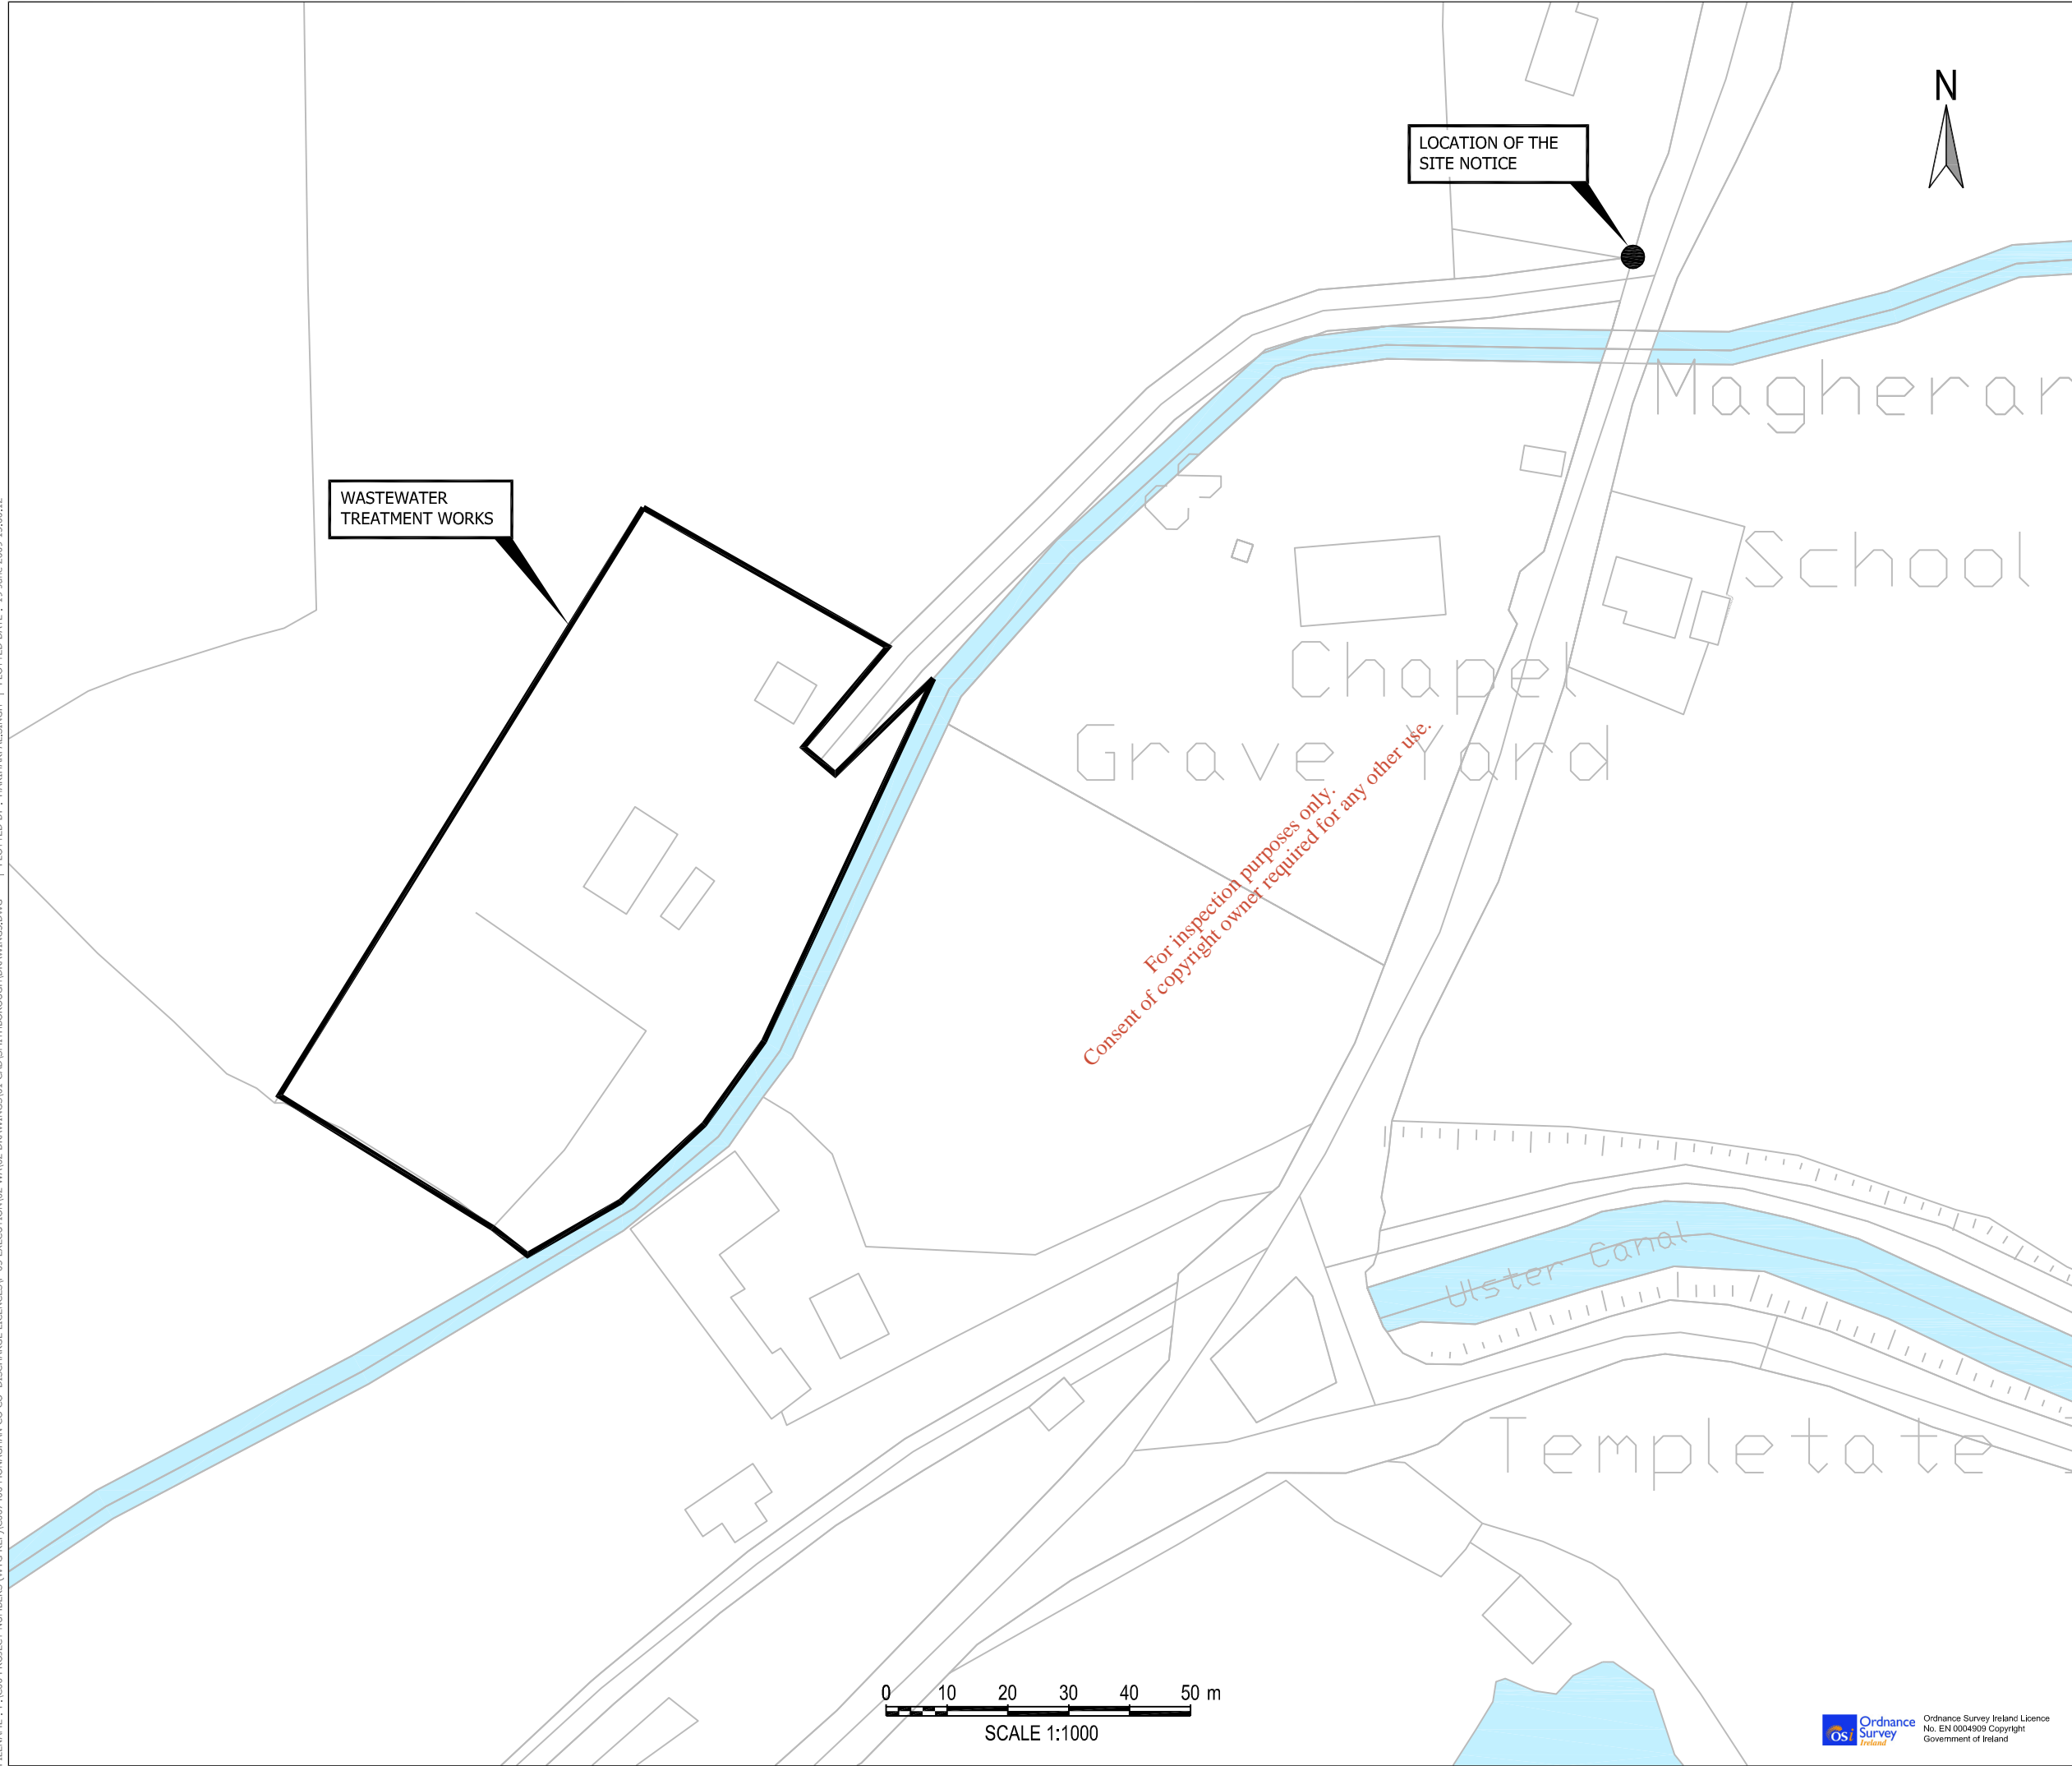 N
LOCATION OF THE
SITE NOTICE
WASTEWATER
TREATMENT WORKS
School
Chapel
Grave Yard
For inspection purposes only.
Consent of copyright owner required for any other use.
Ulster Canal
Templetate
0 10 20 30 40 50 m
SCALE 1:1000
osi Ordnance
Survey
Ireland
Ordnance Survey Ireland Licence
No. EN 0004909 Copyright
Government of Ireland